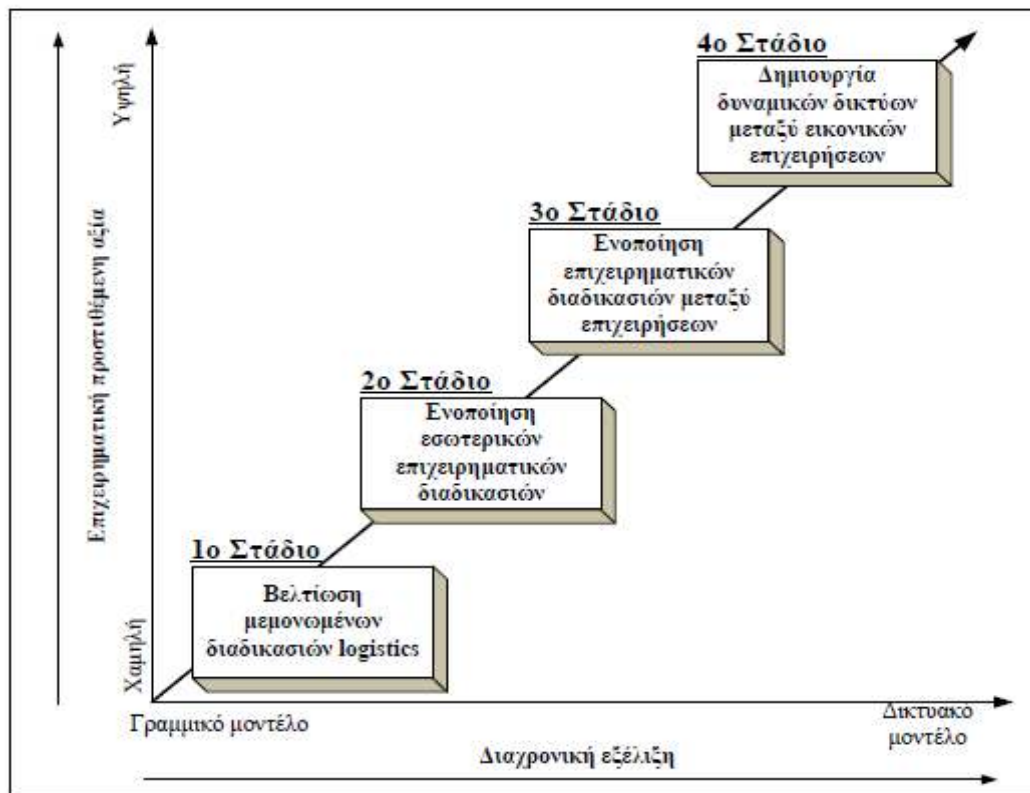 4ο Στάδιο
Δημιουργία
δυναμικών δικτύων
μεταξύ εικονικών
επιχειρήσεων
3ο Στάδιο
Ενοποίηση
επιχειρηματικών
διαδικασιών μεταξύ
επιχειρήσεων
2ο Στάδιο
Ενοποίηση
εσωτερικών
επιχειρηματικών
διαδικασιών
1ο Στάδιο
Βελτίωση
μεμονωμένων
διαδικασιών logistics
Υψηλή
Επιχειρηματική προστιθέμενη αξία
Χαμηλή
Γραμμικό μοντέλο
Δικτυακό
μοντέλο
Διαχρονική εξέλιξη